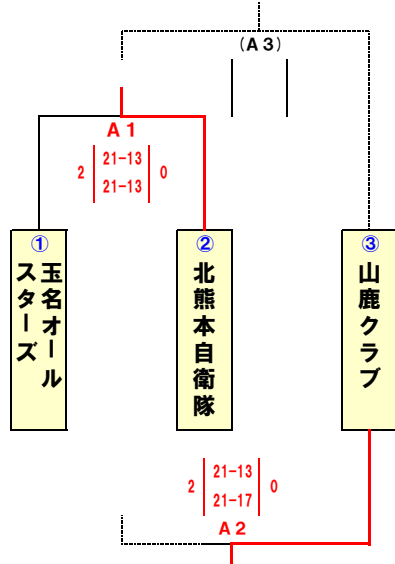 (A3)
A1
2 21-13 0
21-13
① ② ③
玉名オール
スターズ
北熊本自衛隊
山鹿クラブ
2 21-13 0
21-17
A2